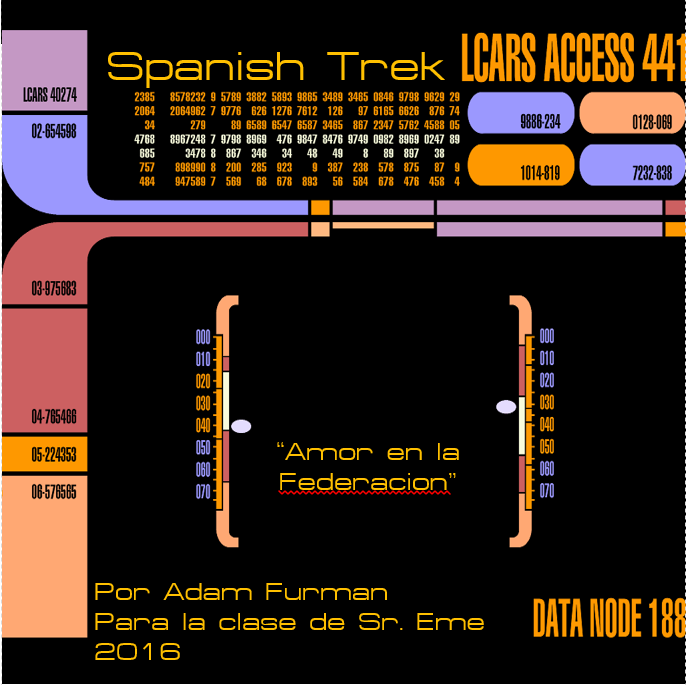 Spanish Trek
LCARS ACCESS 441
LCARS 40274
02-654598
2385 8578232 9 5789 3882 5893 9865 3489 3465 0846 9798 9629 29
2064 2064962 7 9776 626 1276 7612 126 97 6165 6626 876 74
34 279 89 6589 6547 6587 3465 867 2347 5762 4588 05
4768 8967248 7 9798 8969 476 9847 8476 9749 0982 8969 0247 89
685 3478 8 867 346 34 48 49 8 89 897 38
757 898990 8 200 285 923 9 387 238 578 875 87 9
484 947589 7 569 68 678 893 56 584 678 476 458 4
9886-234
0128-069
1014-819
7232-838
03-975683
04-765466
05-224353
06-576565
000
010
020
030
040
050
060
070
“Amor en la
Federacion”
000
010
020
030
040
050
060
070
Por Adam Furman
Para la clase de Sr. Eme
2016
DATA NODE 188